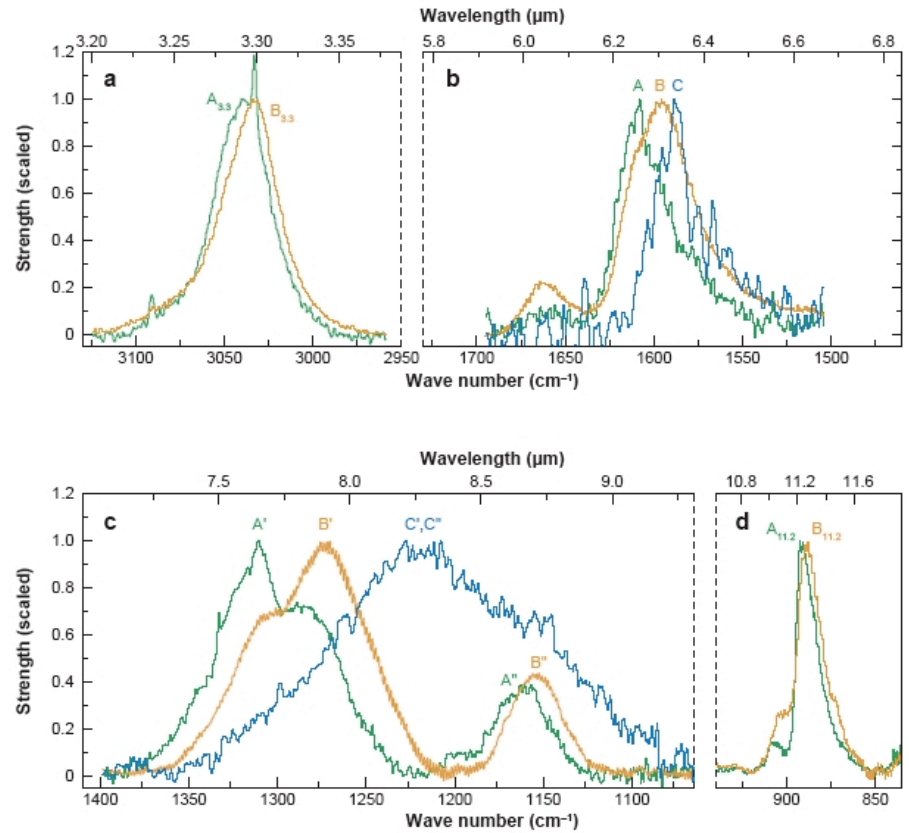 Wavelength (µm)
3.20 3.25 3.30 3.35 5.8 6.0 6.2 6.4 6.6 6.8
1.2
1.0
0.8
0.6
0.4
0.2
0
Strength (scaled)
a
A3.3
B3.3
b
A B C
3100 3050 3000 2950 1700 1650 1600 1550 1500
Wave number (cm⁻¹)
Wavelength (µm)
7.5 8.0 8.5 9.0 10.8 11.2 11.6
1.2
1.0
0.8
0.6
0.4
0.2
0
Strength (scaled)
c
A' B' C',C"
A" B"
d
A11.2 B11.2
1400 1350 1300 1250 1200 1150 1100 900 850
Wave number (cm⁻¹)